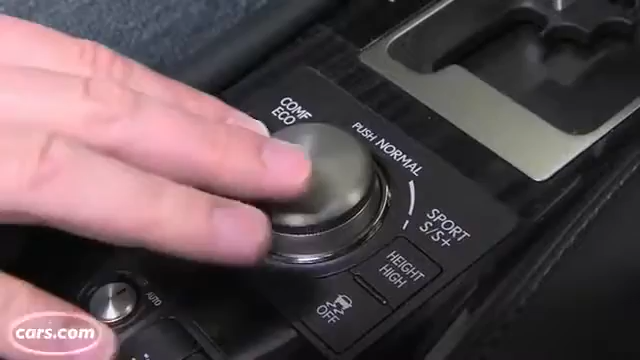 COMF
ECO
PUSH NORMAL
SPORT
S/S+
HEIGHT
HIGH
OFF
AUTO
cars.com